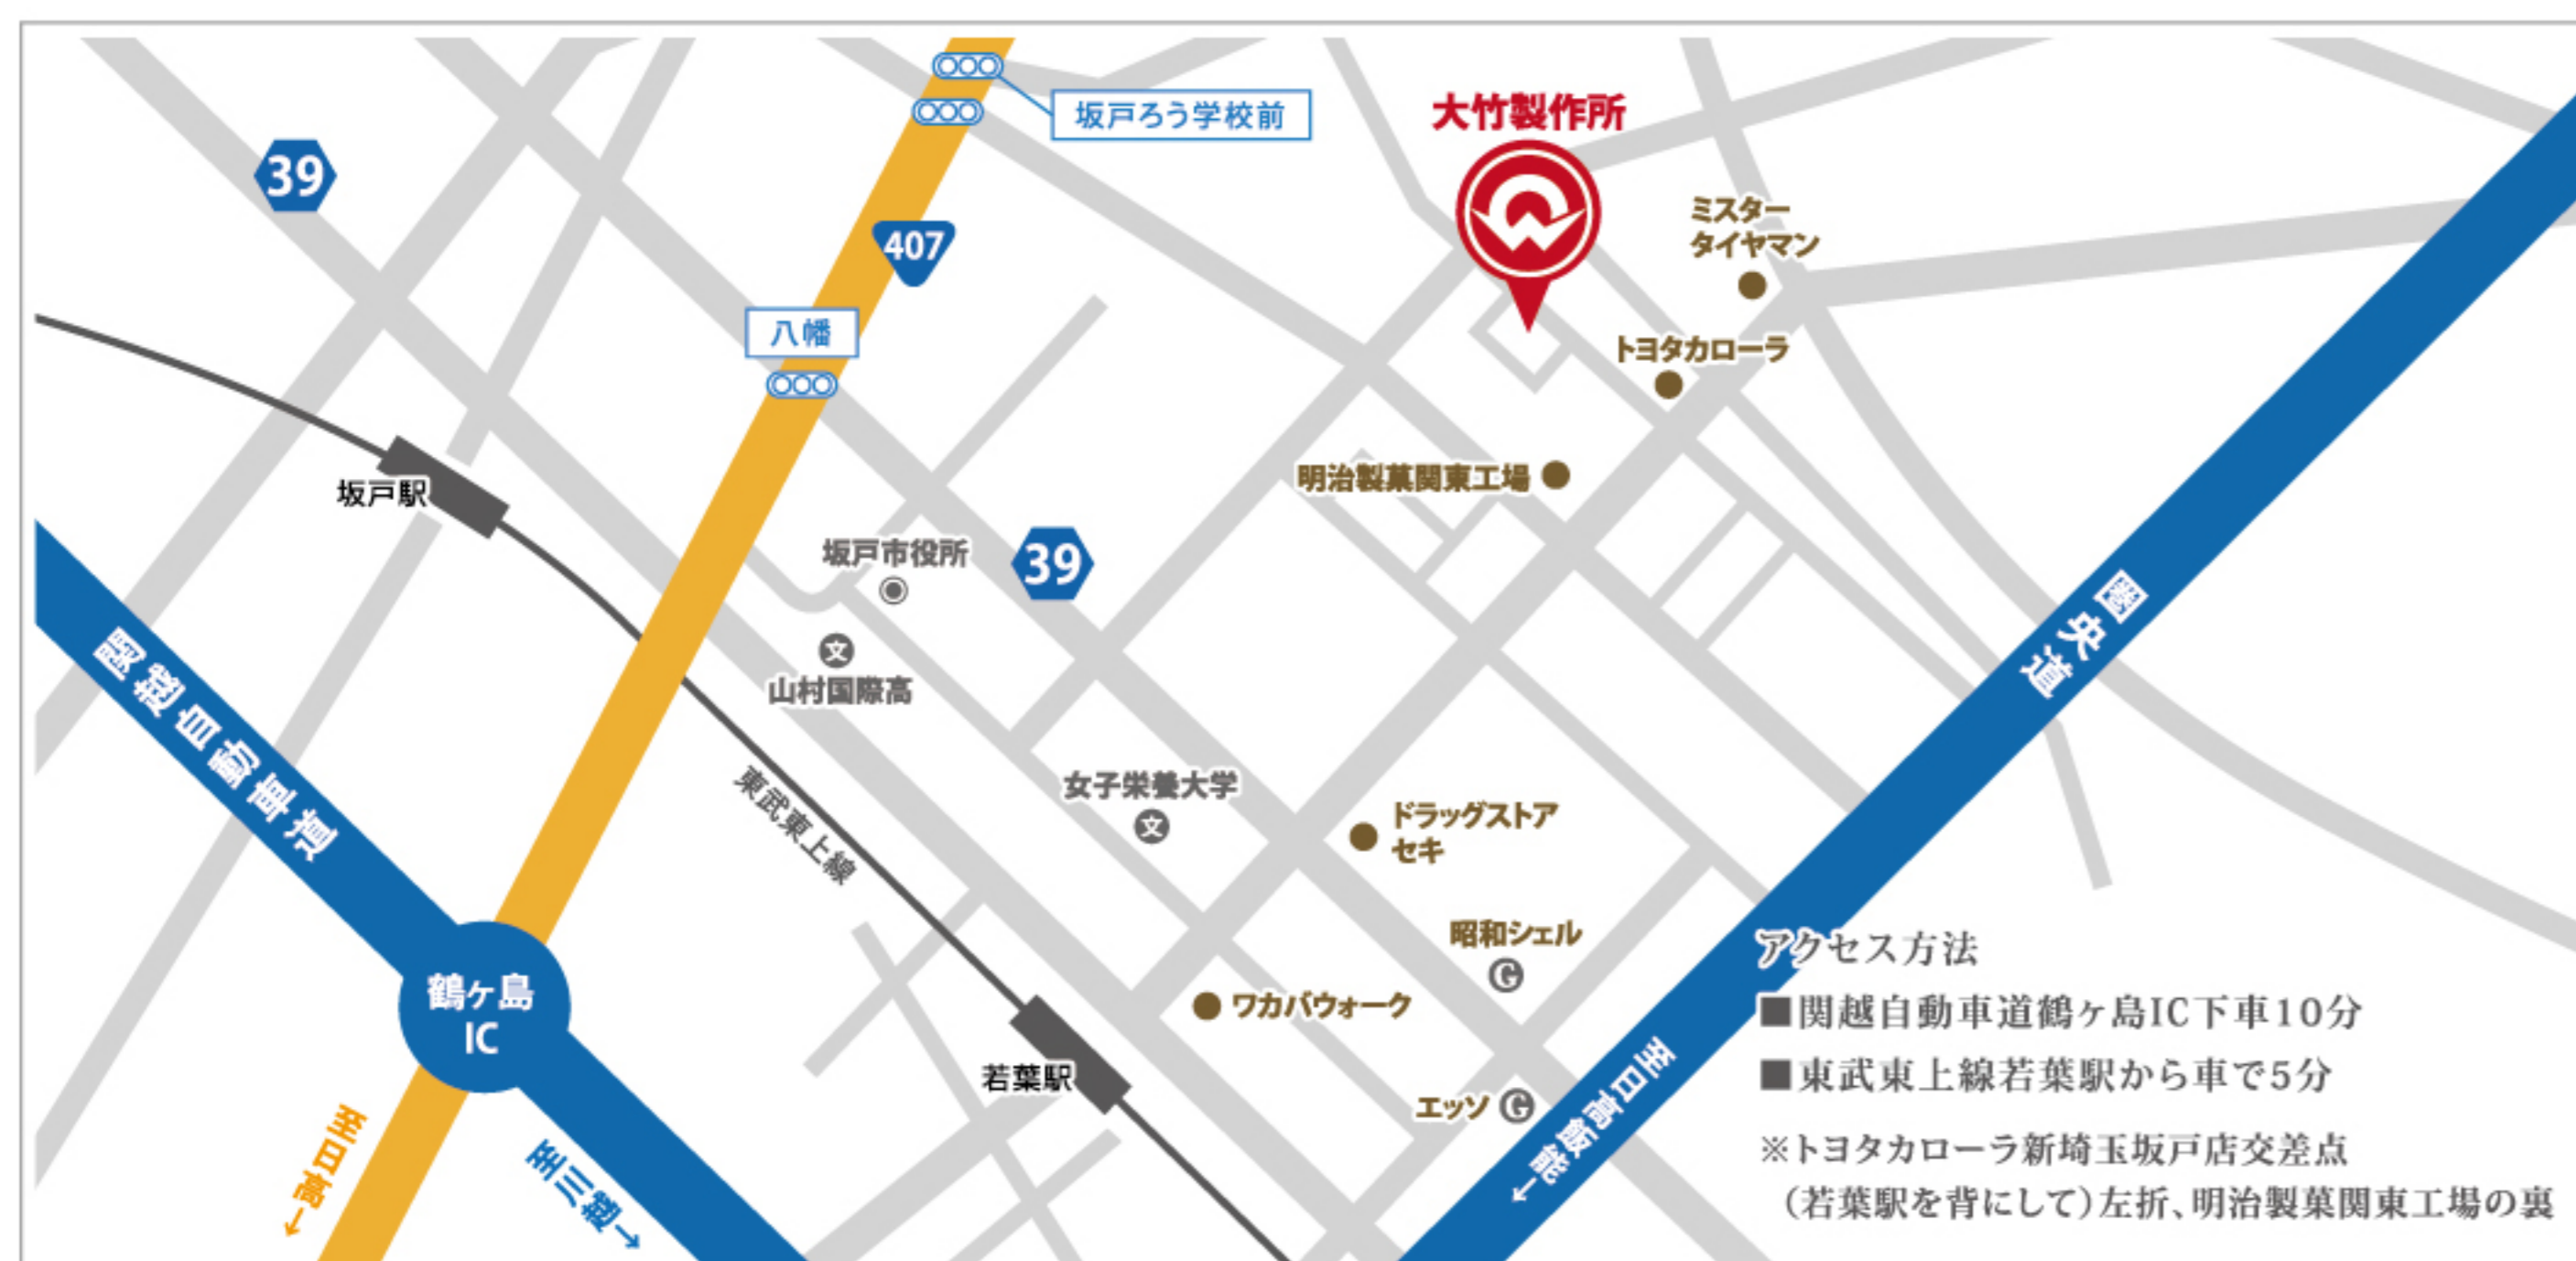 坂戸ろう学校前
大竹製作所
39
ミスター
タイヤマン
407
八幡
トヨタカローラ
坂戸駅
明治製菓関東工場
坂戸市役所
39
圏央道
文
山村国際高
関越自動車道
女子栄養大学
文
東武東上線
ドラッグストア
セキ
昭和シェル
G
鶴ヶ島
IC
ワカバウォーク
若葉駅
エッソ
G
至日高飯能→
至日高→
至川越→
アクセス方法
■関越自動車道鶴ヶ島IC下車10分
■東武東上線若葉駅から車で5分
※トヨタカローラ新埼玉坂戸店交差点
（若葉駅を背にして）左折、明治製菓関東工場の裏